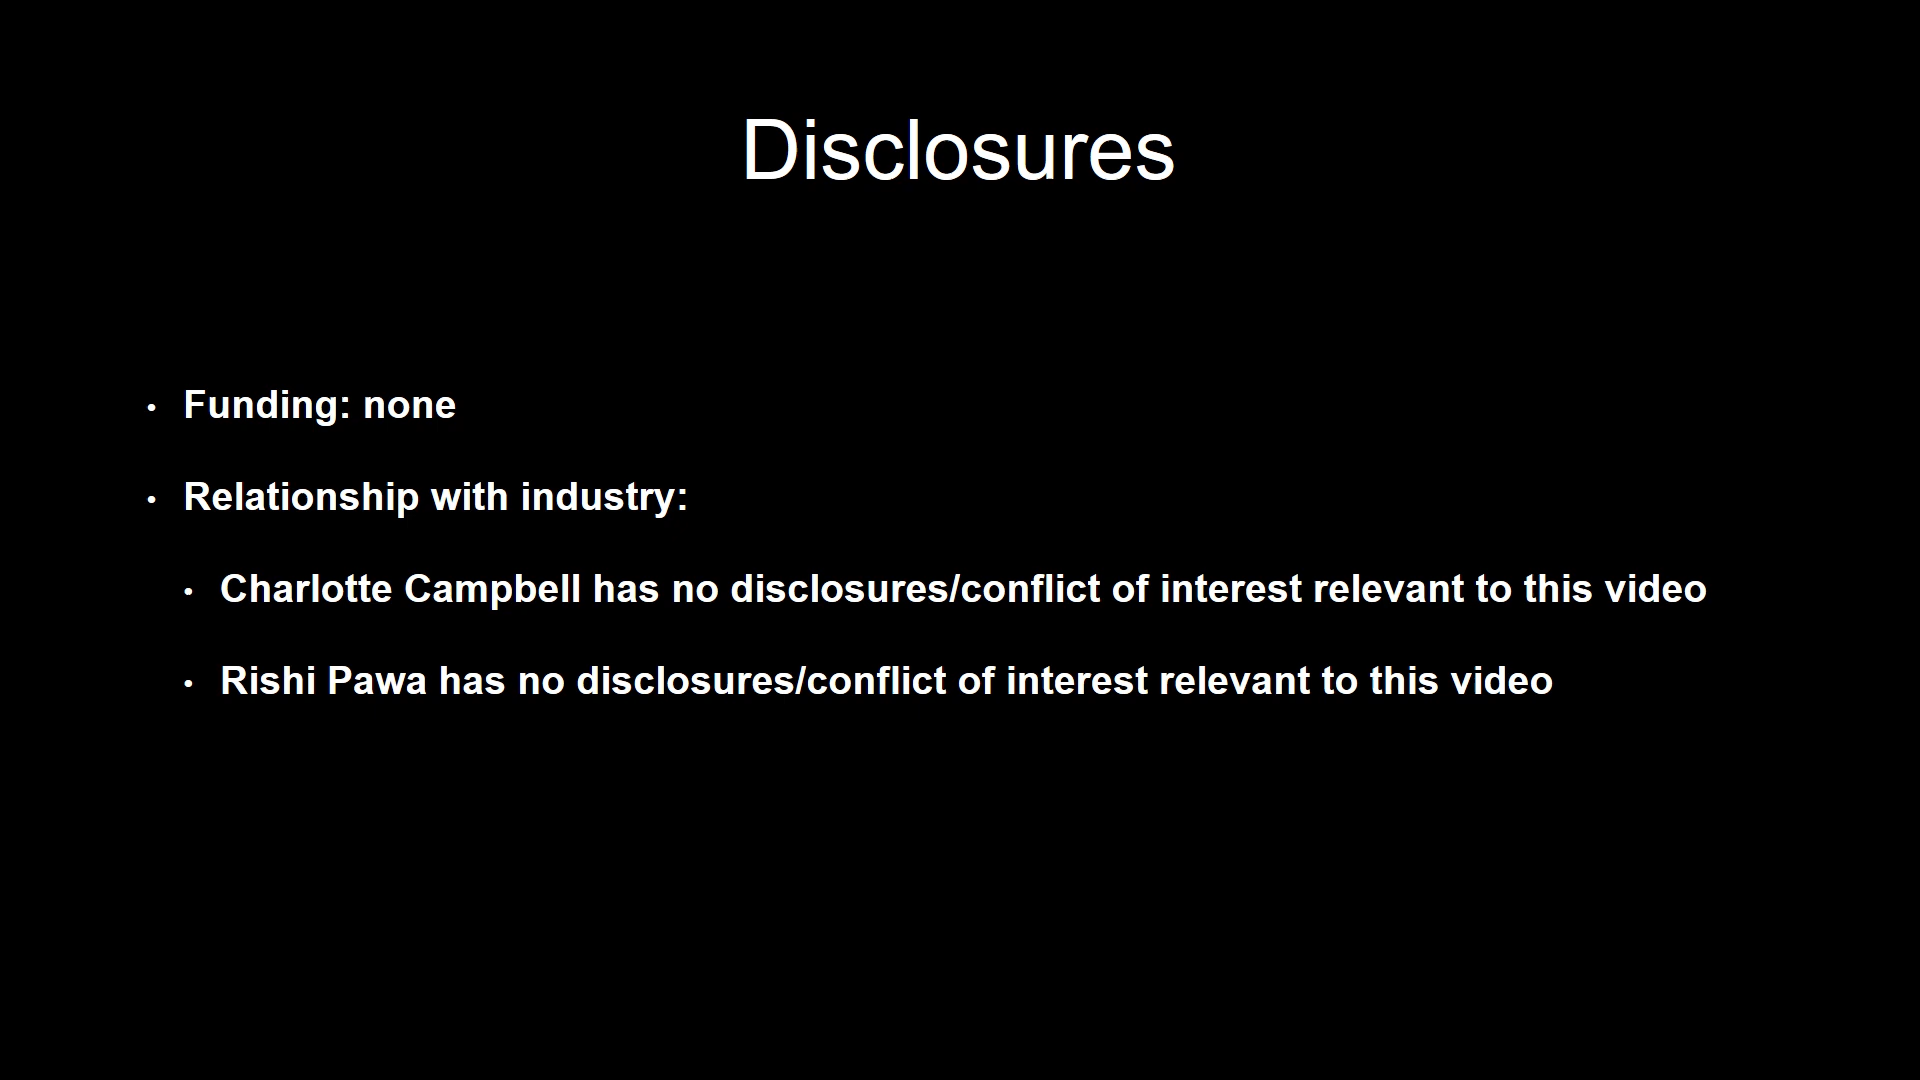 Disclosures
• Funding: none
• Relationship with industry:
• Charlotte Campbell has no disclosures/conflict of interest relevant to this video
• Rishi Pawa has no disclosures/conflict of interest relevant to this video